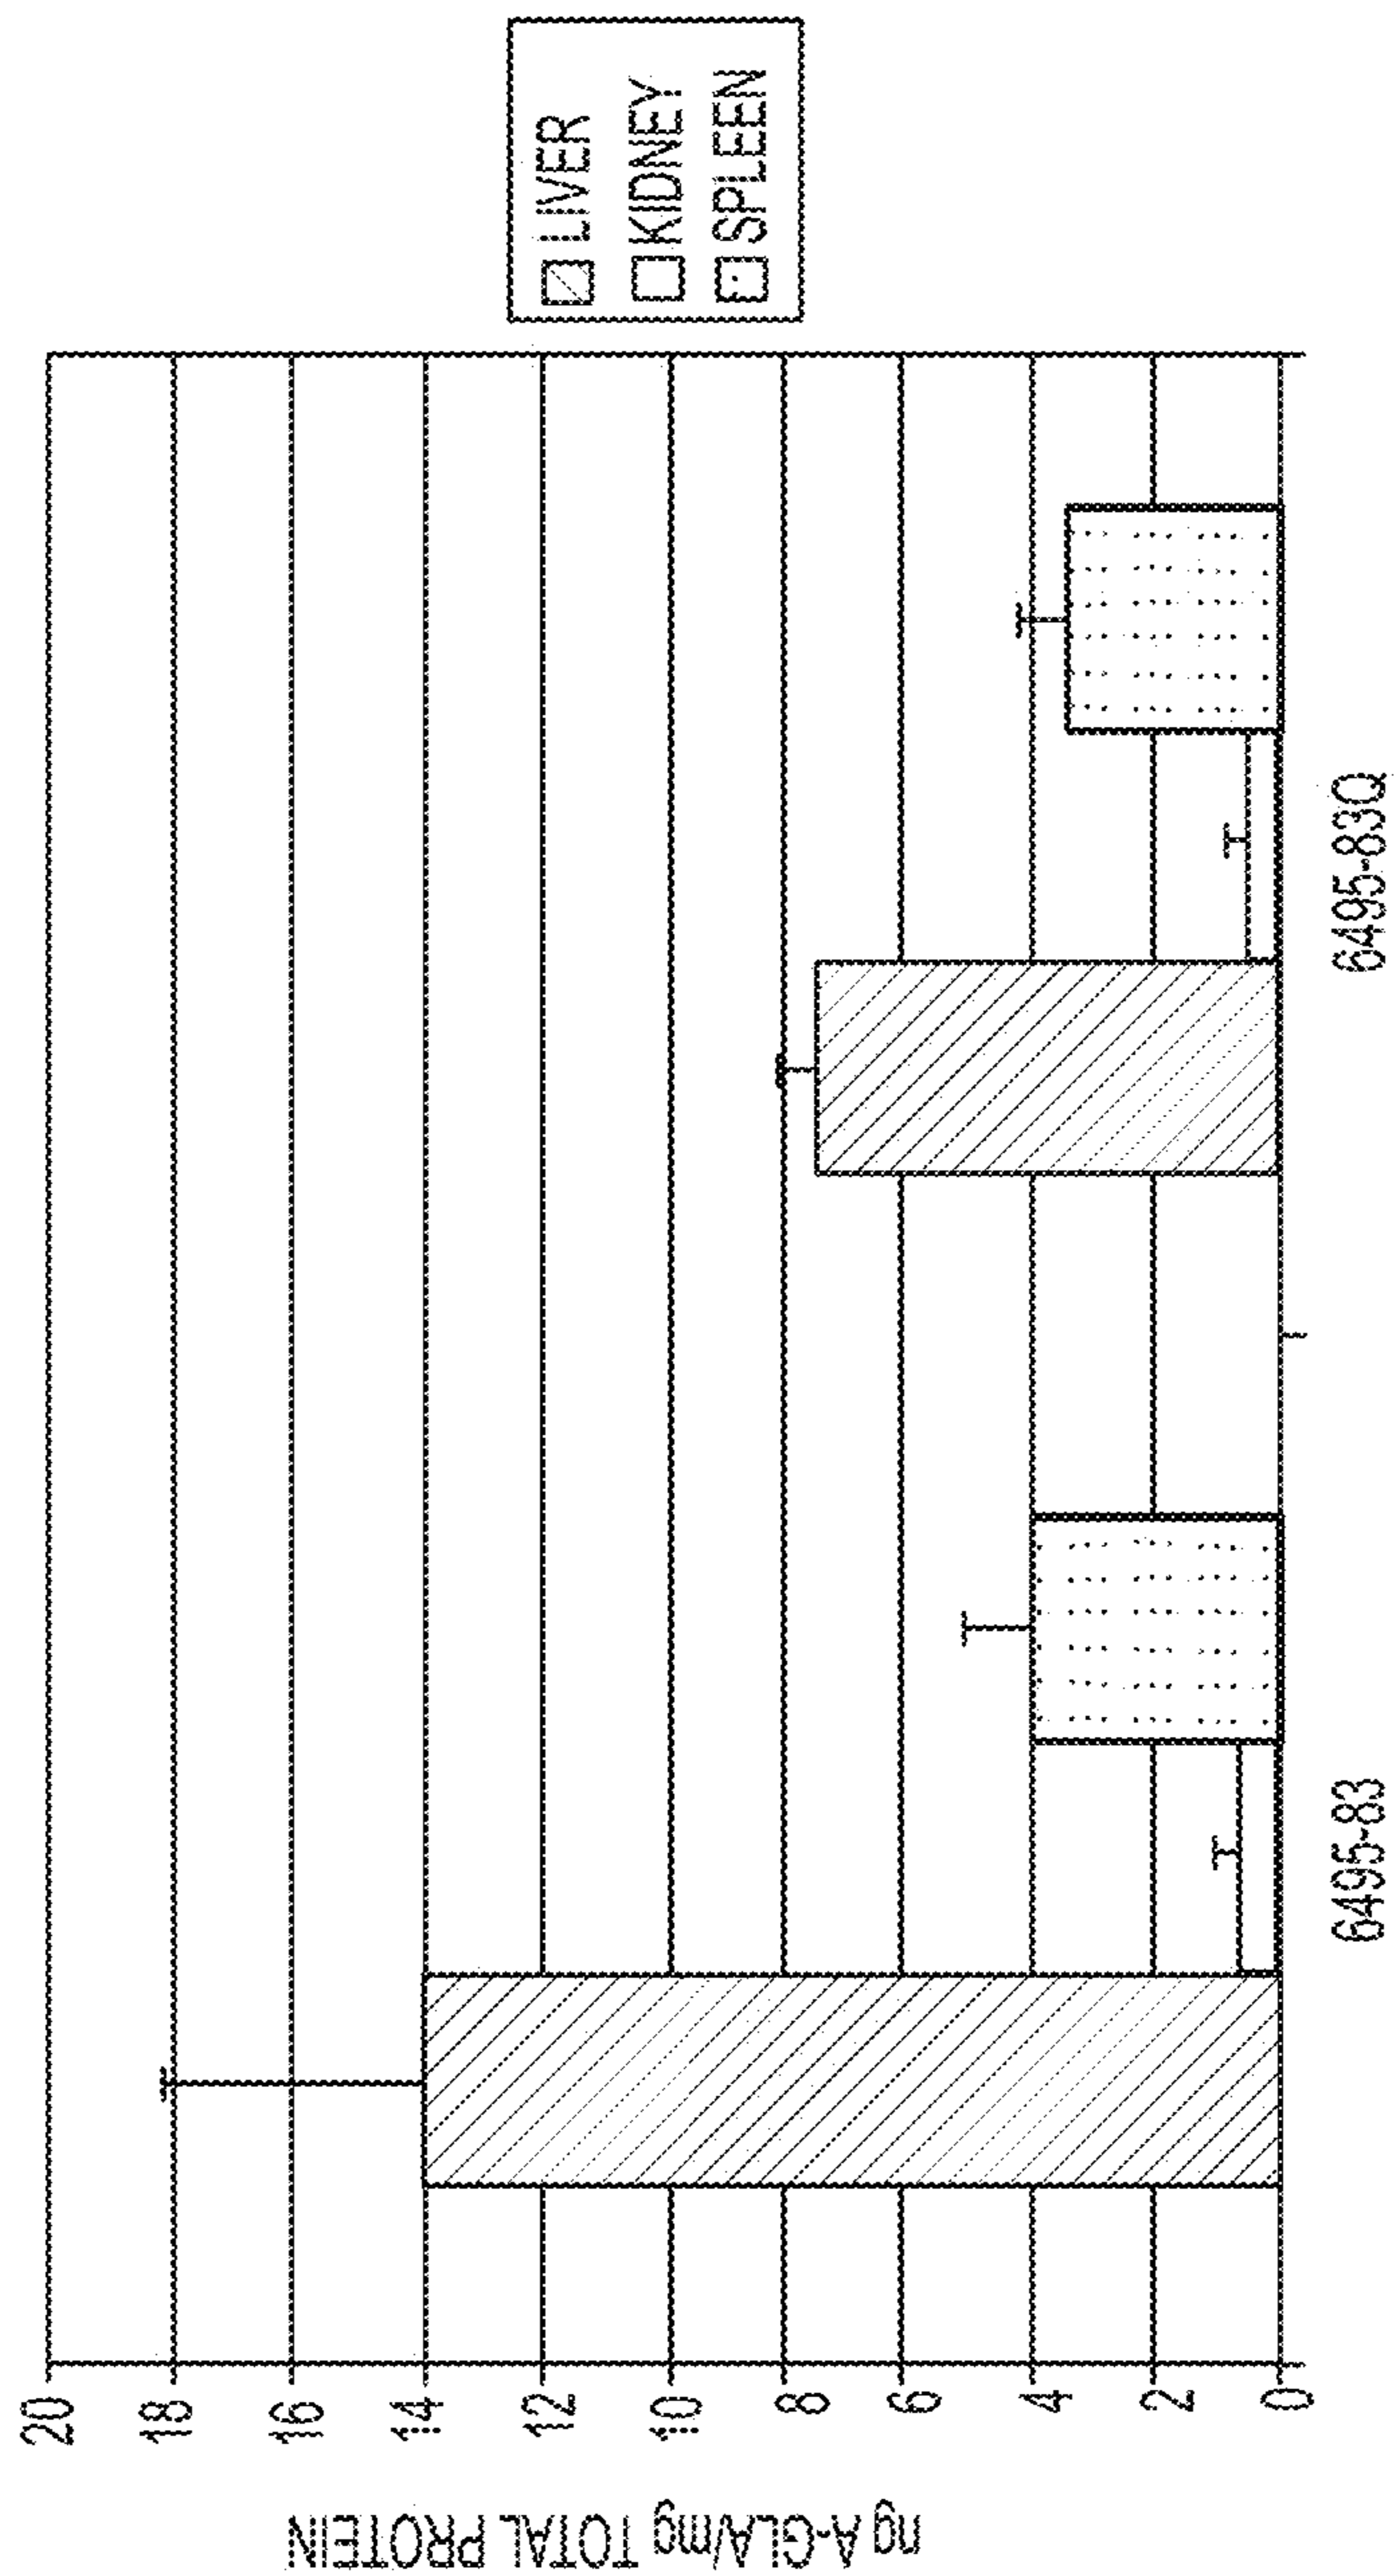 ng A-GLA/mg TOTAL PROTEIN
20
18
16
14
12
10
8
6
4
2
0
6495-83
6495-83Q
LIVER
KIDNEY
SPLEEN